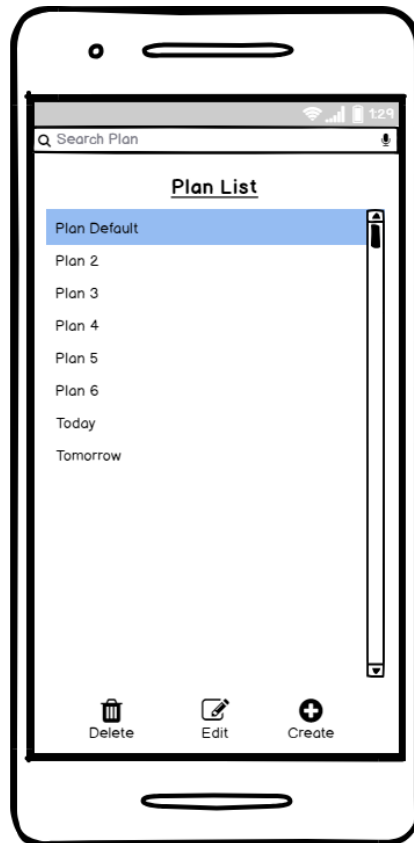 1:29
Search Plan
Plan List
Plan Default
Plan 2
Plan 3
Plan 4
Plan 5
Plan 6
Today
Tomorrow
Delete Edit Create